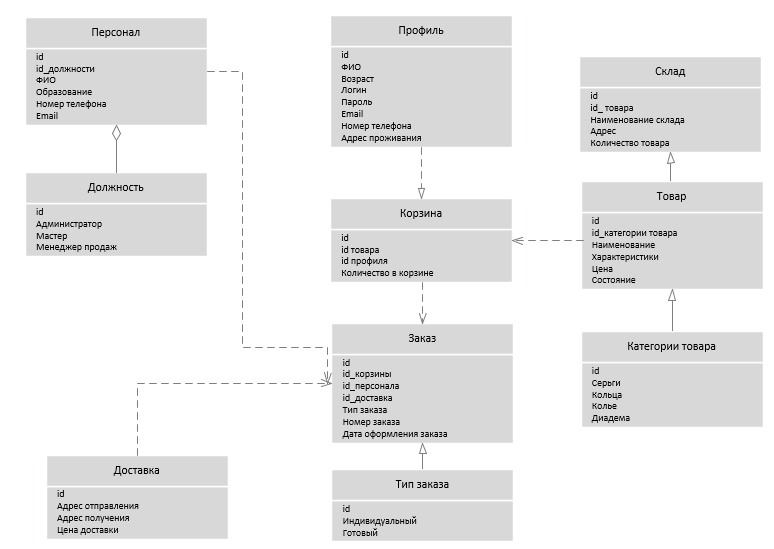 Персонал
id
id_должности
ФИО
Образование
Номер телефона
Email
Должность
id
Администратор
Мастер
Менеджер продаж
Профиль
id
ФИО
Возраст
Логин
Пароль
Email
Номер телефона
Адрес проживания
Корзина
id
id товара
id профиля
Количество в корзине
Заказ
id
id_корзины
id_персонала
id_доставка
Тип заказа
Номер заказа
Дата оформления заказа
Доставка
id
Адрес отправления
Адрес получения
Цена доставки
Тип заказа
id
Индивидуальный
Готовый
Склад
id
id_ товара
Наименование склада
Адрес
Количество товара
Товар
id
id_категории товара
Наименование
Характеристики
Цена
Состояние
Категории товара
id
Серьги
Кольца
Колье
Диадема